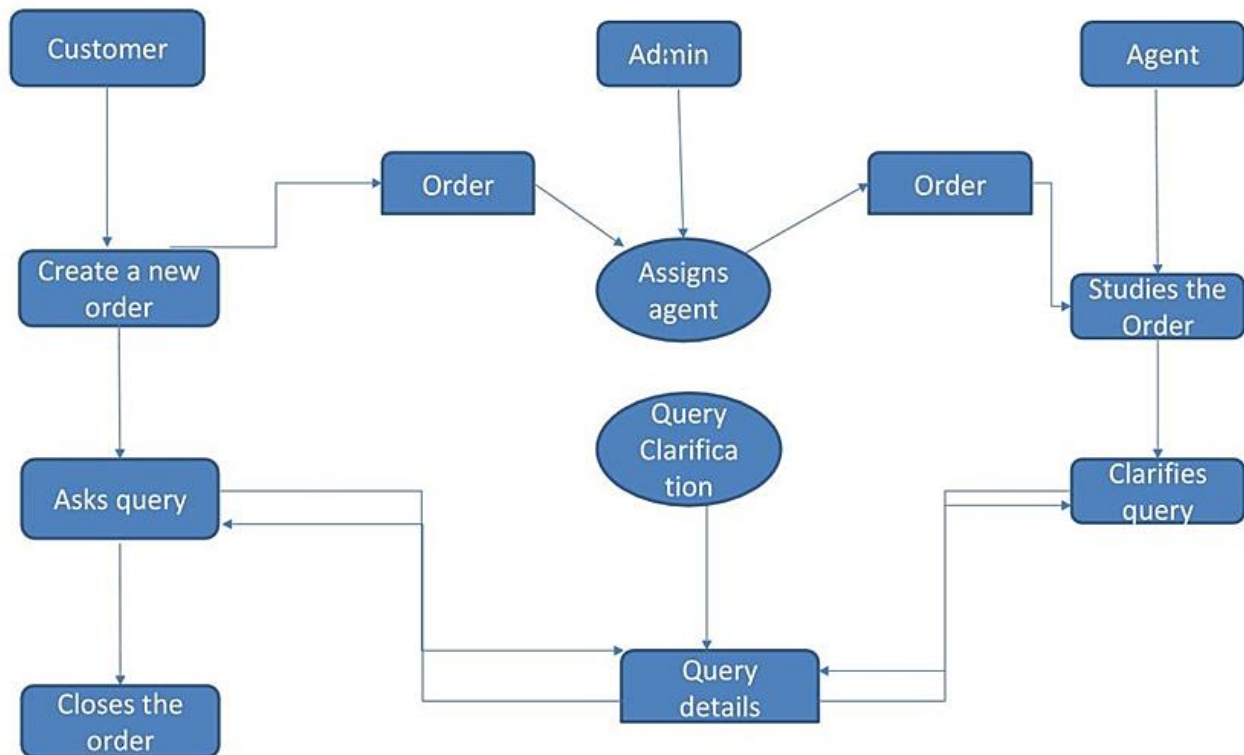 Customer
Admin
Agent
Order
Order
Create a new
order
Assigns
agent
Studies the
Order
Query
Clarifica
tion
Asks query
Clarifies
query
Query
details
Closes the
order